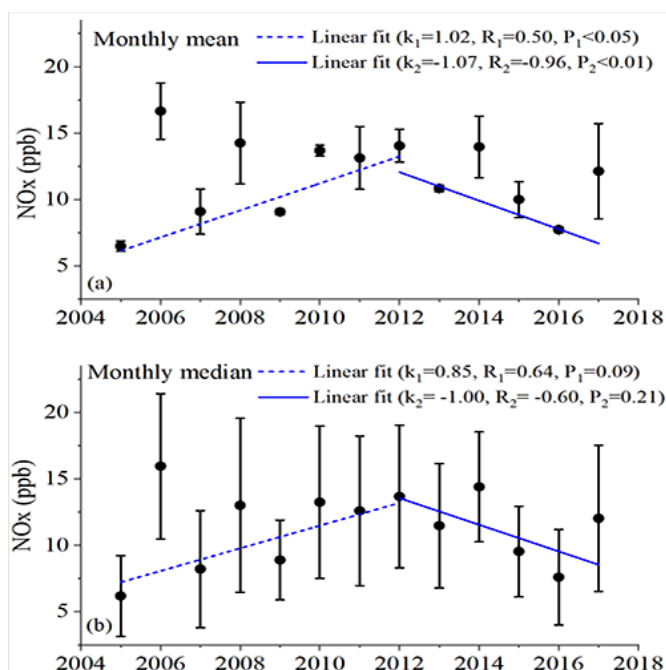 Monthly mean
Linear fit (k₁=1.02, R₁=0.50, P₁<0.05)
Linear fit (k₂=-1.07, R₂=-0.96, P₂<0.01)
NOx (ppb)
20
15
10
5
(a)
2004 2006 2008 2010 2012 2014 2016 2018
Monthly median
Linear fit (k₁=0.85, R₁=0.64, P₁=0.09)
Linear fit (k₂= -1.00, R₂= -0.60, P₂=0.21)
NOx (ppb)
20
15
10
5
(b)
2004 2006 2008 2010 2012 2014 2016 2018